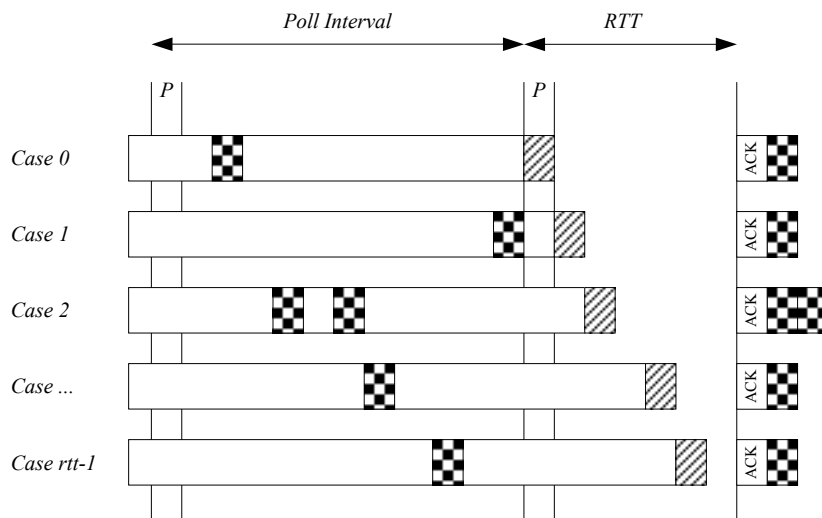 Poll Interval RTT
P P
Case 0 ACK
Case 1 ACK
Case 2 ACK
Case ... ACK
Case rtt-1 ACK